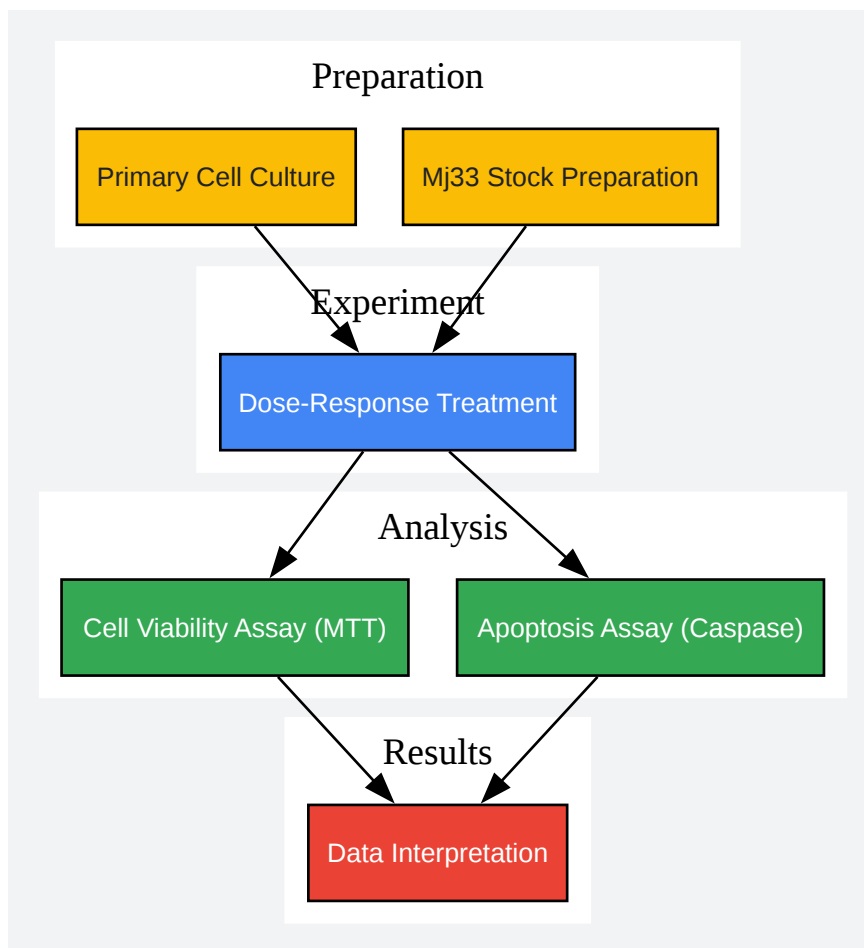 Preparation
Primary Cell Culture
Mj33 Stock Preparation
Experiment
Dose-Response Treatment
Analysis
Cell Viability Assay (MTT)
Apoptosis Assay (Caspase)
Results
Data Interpretation